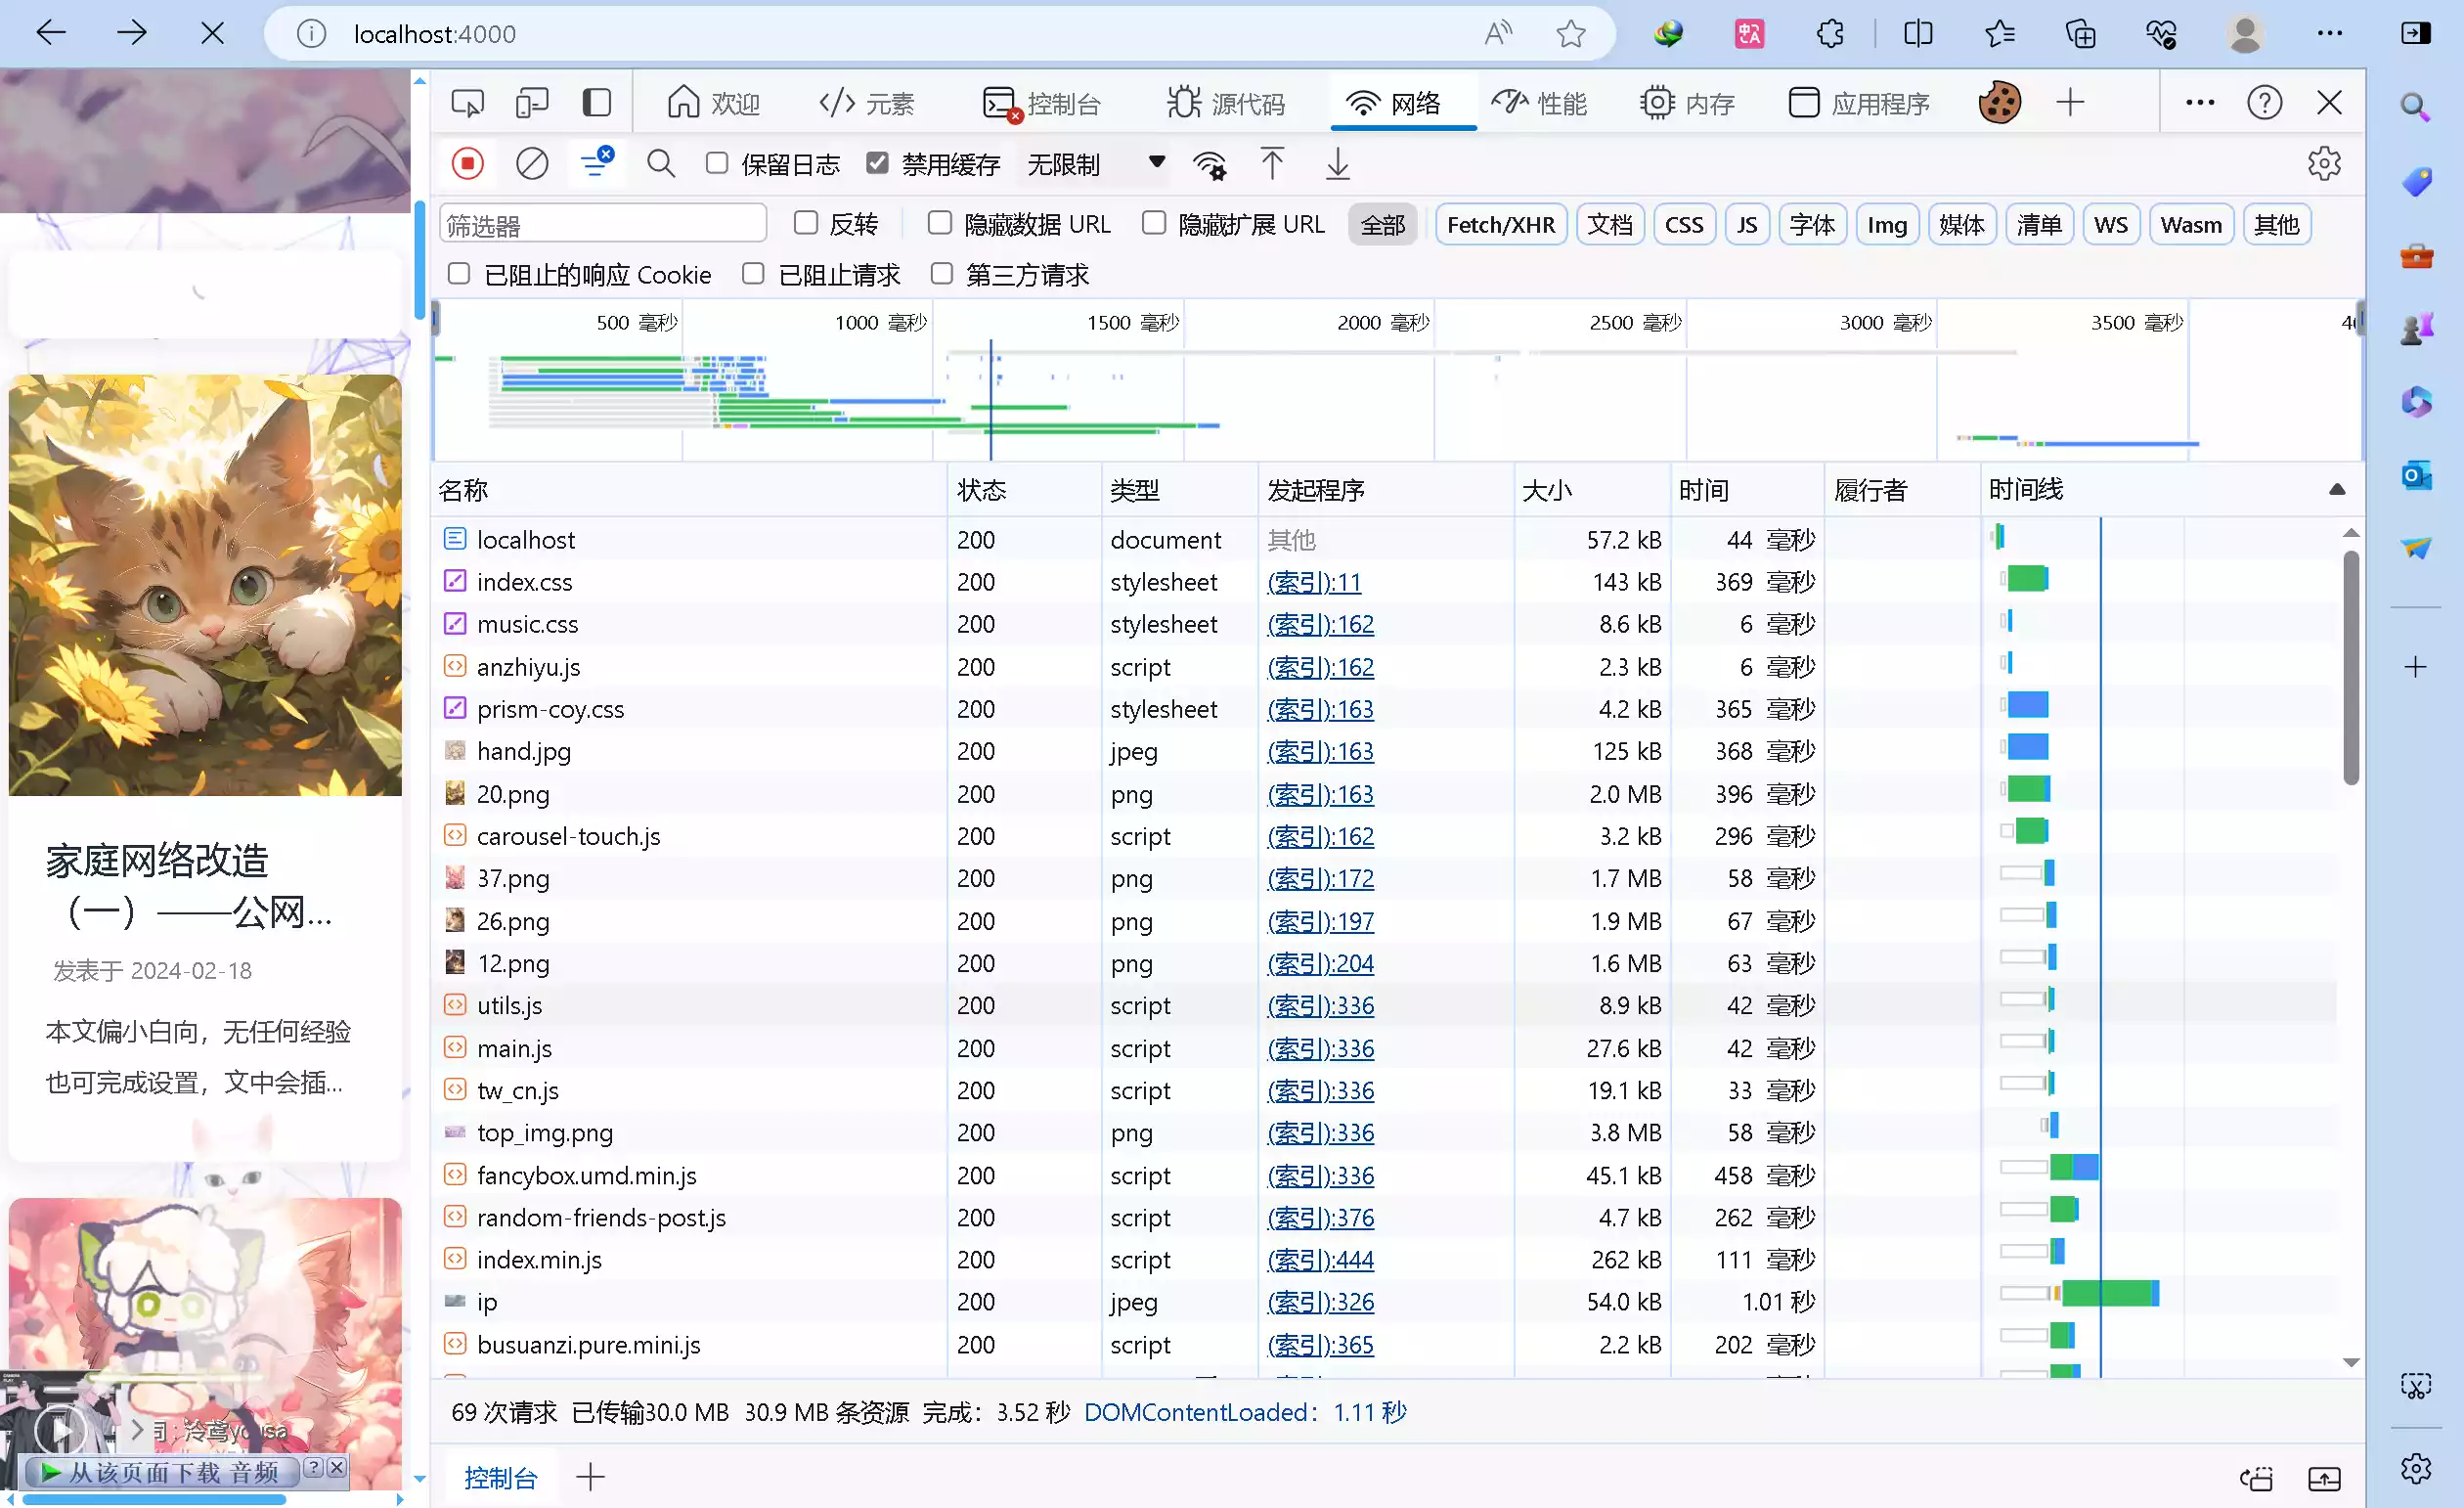 localhost:4000
欢迎 元素 控制台 源代码 网络 性能 内存 应用程序
保留日志 禁用缓存 无限制
筛选器 反转 隐藏数据 URL 隐藏扩展 URL 全部 Fetch/XHR 文档 CSS JS 字体 Img 媒体 清单 WS Wasm 其他
已阻止的响应 Cookie 已阻止请求 第三方请求
500 毫秒 1000 毫秒 1500 毫秒 2000 毫秒 2500 毫秒 3000 毫秒 3500 毫秒
名称 状态 类型 发起程序 大小 时间 履行者 时间线
localhost 200 document 其他 57.2 kB 44 毫秒
index.css 200 stylesheet (索引):11 143 kB 369 毫秒
music.css 200 stylesheet (索引):162 8.6 kB 6 毫秒
anzhiyu.js 200 script (索引):162 2.3 kB 6 毫秒
prism-coy.css 200 stylesheet (索引):163 4.2 kB 365 毫秒
hand.jpg 200 jpeg (索引):163 125 kB 368 毫秒
20.png 200 png (索引):163 2.0 MB 396 毫秒
carousel-touch.js 200 script (索引):162 3.2 kB 296 毫秒
37.png 200 png (索引):172 1.7 MB 58 毫秒
26.png 200 png (索引):197 1.9 MB 67 毫秒
12.png 200 png (索引):204 1.6 MB 63 毫秒
utils.js 200 script (索引):336 8.9 kB 42 毫秒
main.js 200 script (索引):336 27.6 kB 42 毫秒
tw_cn.js 200 script (索引):336 19.1 kB 33 毫秒
top_img.png 200 png (索引):336 3.8 MB 58 毫秒
fancybox.umd.min.js 200 script (索引):336 45.1 kB 458 毫秒
random-friends-post.js 200 script (索引):376 4.7 kB 262 毫秒
index.min.js 200 script (索引):444 262 kB 111 毫秒
ip 200 jpeg (索引):326 54.0 kB 1.01 秒
busuanzi.pure.mini.js 200 script (索引):365 2.2 kB 202 毫秒
69 次请求 已传输30.0 MB 30.9 MB 条资源 完成：3.52 秒 DOMContentLoaded：1.11 秒
控制台
家庭网络改造
（一）——公网...
发表于 2024-02-18
本文偏小白向，无任何经验
也可完成设置，文中会插...
词:泠鸢yousa
从该页面下载 音频 ? X